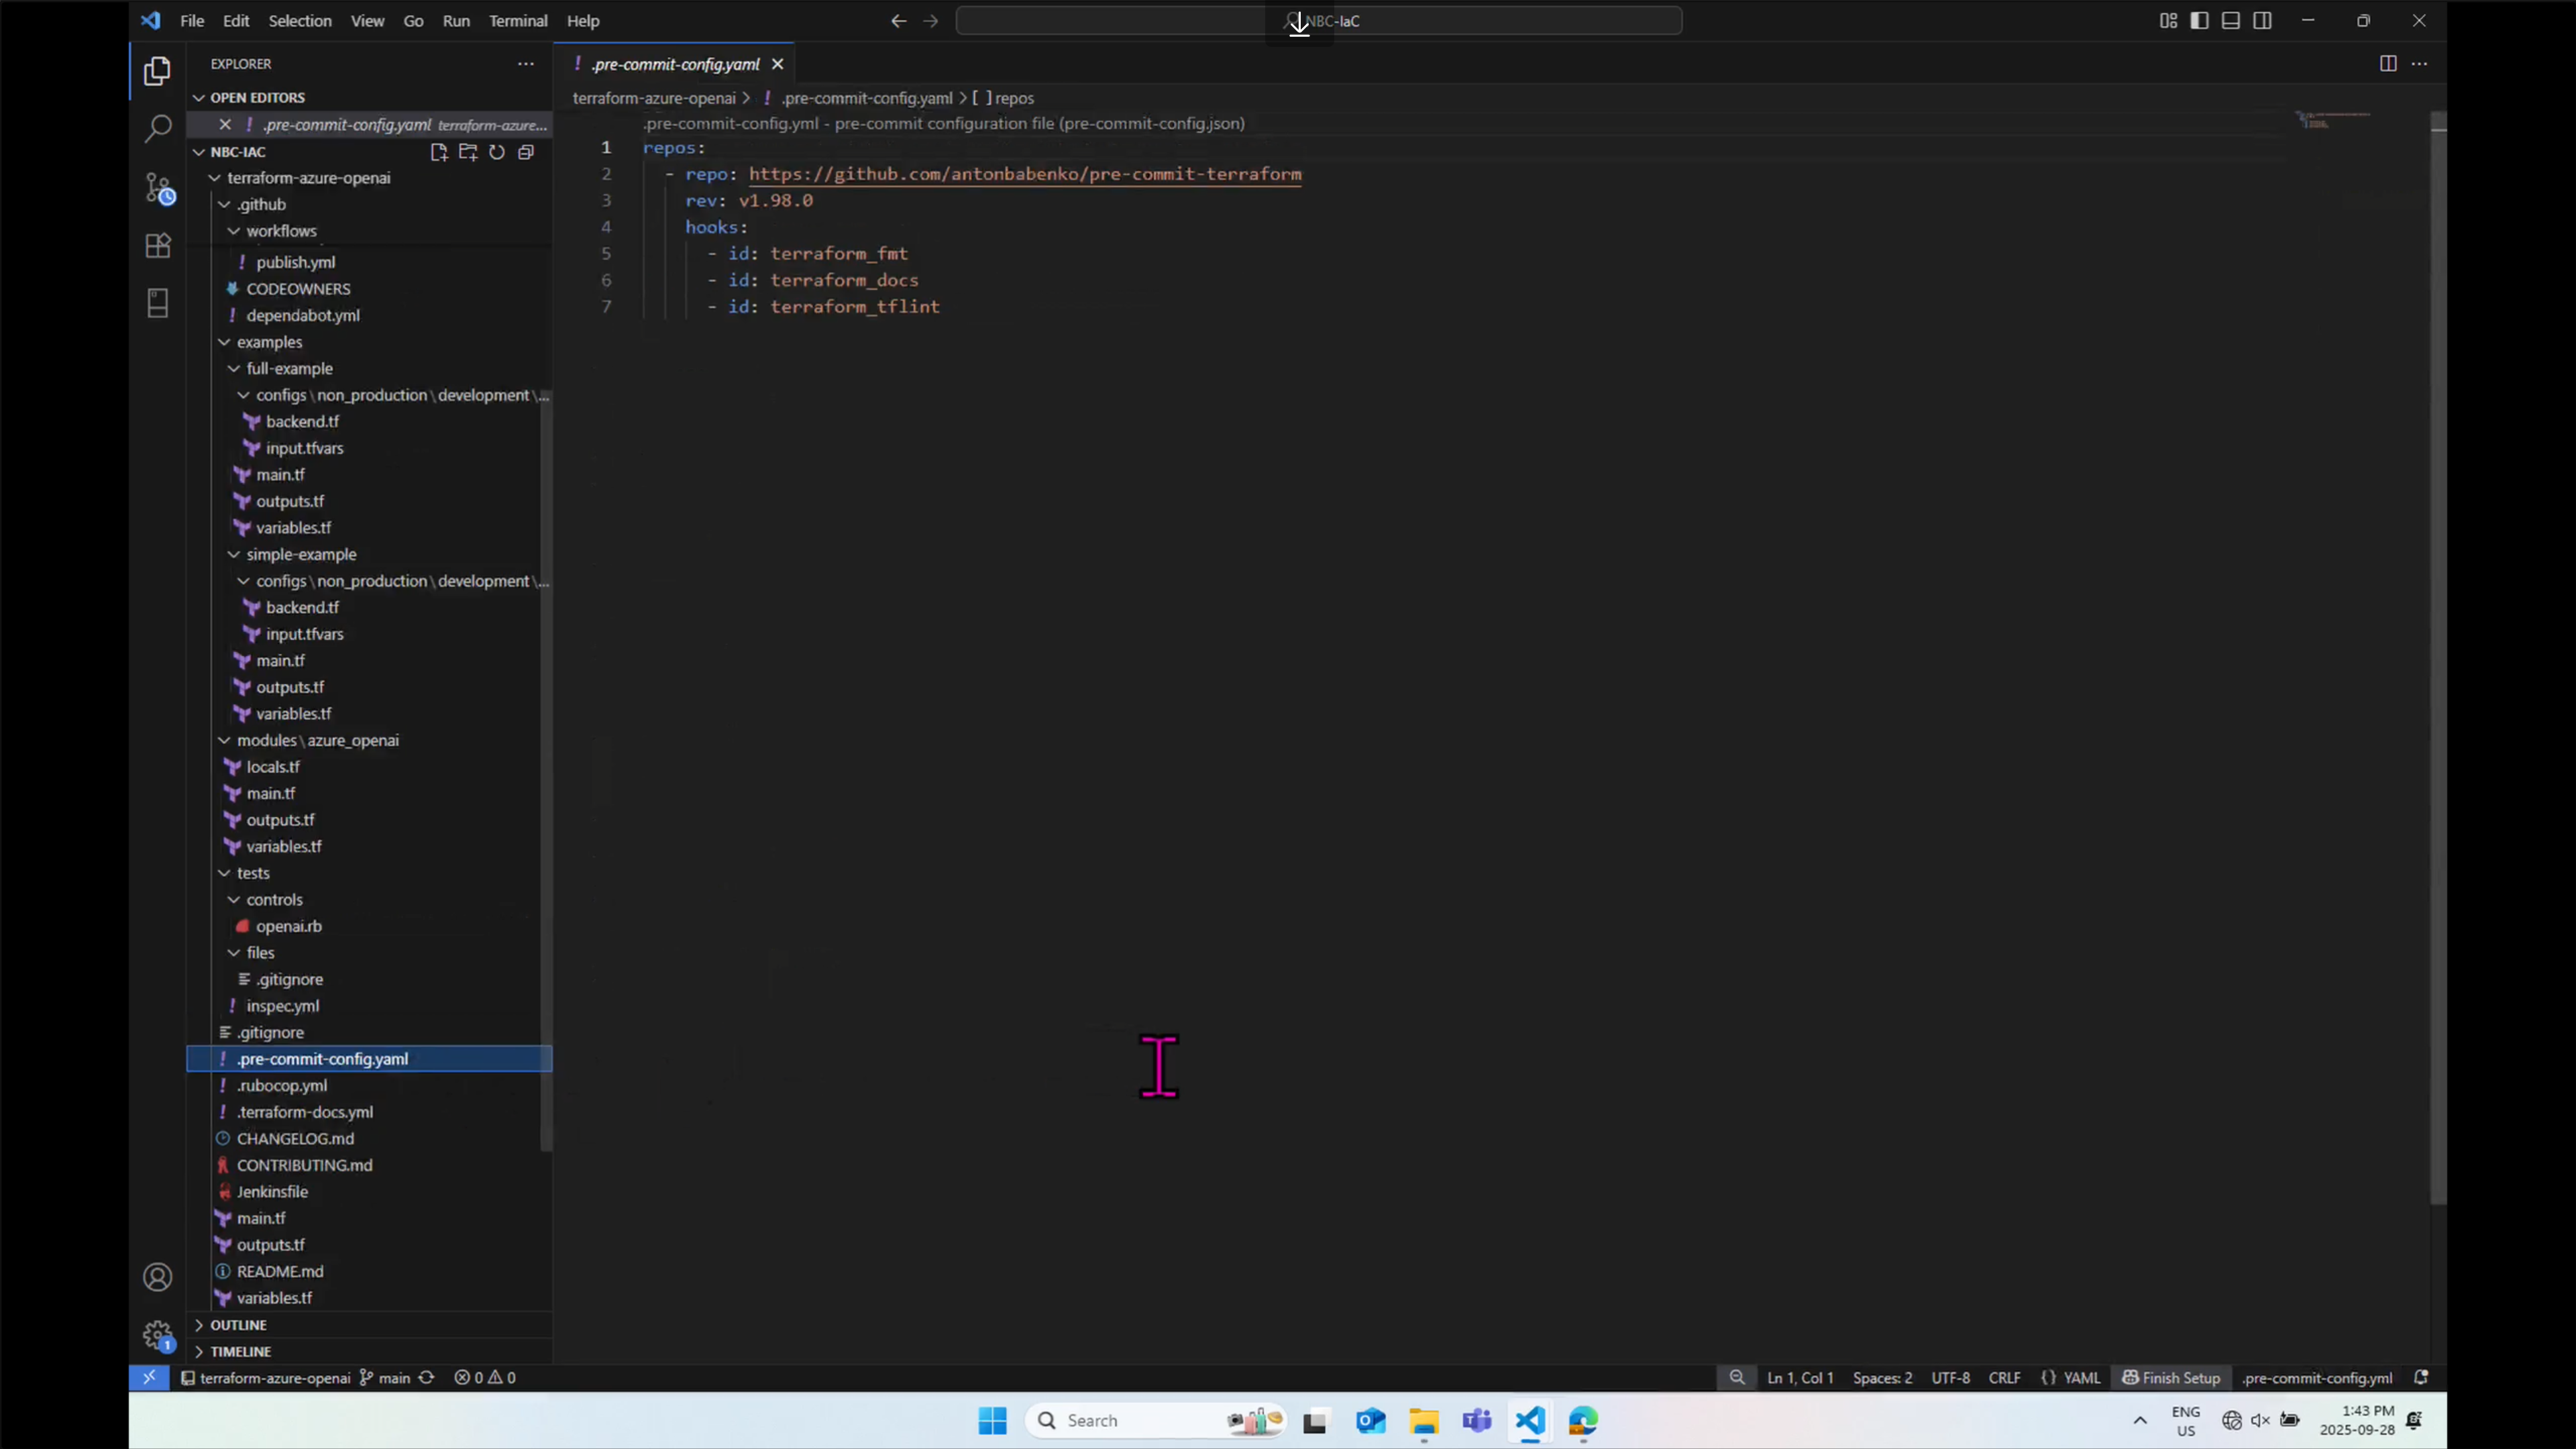 File Edit Selection View Go Run Terminal Help
NBC-IaC
EXPLORER
OPEN EDITORS
.pre-commit-config.yaml terraform-azure...
NBC-IAC
terraform-azure-openai
.github
workflows
publish.yml
CODEOWNERS
dependabot.yml
examples
full-example
configs\non_production\development\...
backend.tf
input.tfvars
main.tf
outputs.tf
variables.tf
simple-example
configs\non_production\development\...
backend.tf
input.tfvars
main.tf
outputs.tf
variables.tf
modules\azure_openai
locals.tf
main.tf
outputs.tf
variables.tf
tests
controls
openai.rb
files
.gitignore
inspec.yml
.gitignore
.pre-commit-config.yaml
.rubocop.yml
.terraform-docs.yml
CHANGELOG.md
CONTRIBUTING.md
Jenkinsfile
main.tf
outputs.tf
README.md
variables.tf
OUTLINE
TIMELINE
.pre-commit-config.yaml
terraform-azure-openai > .pre-commit-config.yaml > [ ] repos
.pre-commit-config.yml - pre-commit configuration file (pre-commit-config.json)
1 repos:
2 - repo: https://github.com/antonbabenko/pre-commit-terraform
3 rev: v1.98.0
4 hooks:
5 - id: terraform_fmt
6 - id: terraform_docs
7 - id: terraform_tflint
terraform-azure-openai main 0 0 Ln 1, Col 1 Spaces: 2 UTF-8 CRLF {} YAML Finish Setup .pre-commit-config.yml
1
Search
ENG
US
1:43 PM
2025-09-28